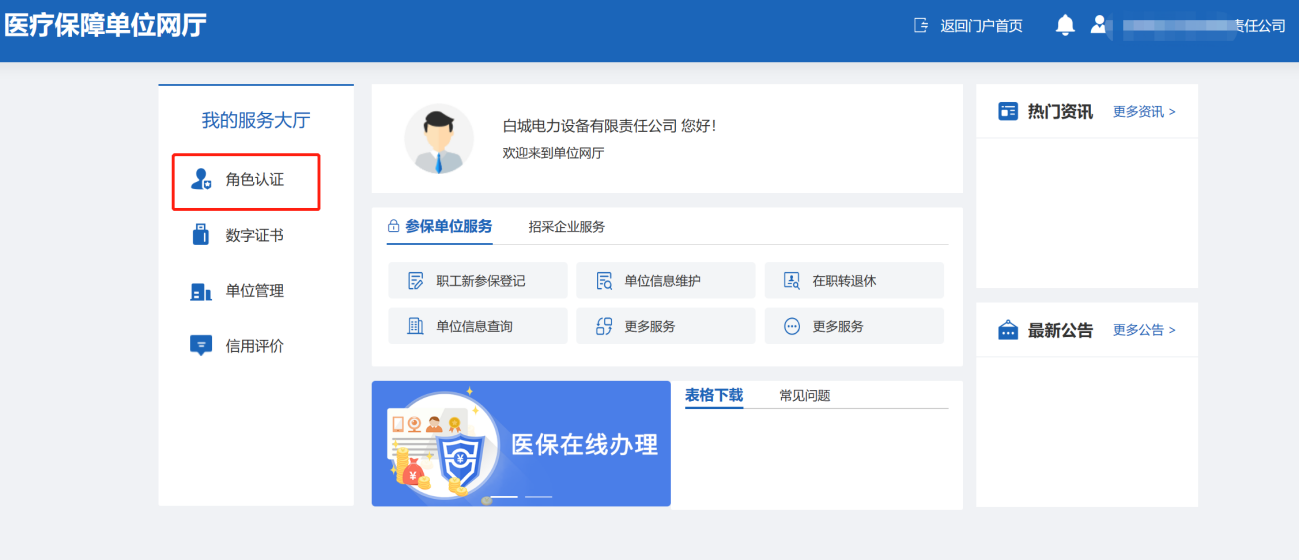 医疗保障单位网厅
返回门户首页
责任公司
我的服务大厅
角色认证
数字证书
单位管理
信用评价
白城电力设备有限责任公司 您好！
欢迎来到单位网厅
参保单位服务
招采企业服务
职工新参保登记
单位信息维护
在职转退休
单位信息查询
更多服务
更多服务
医保在线办理
表格下载
常见问题
热门资讯
更多资讯 >
最新公告
更多公告 >